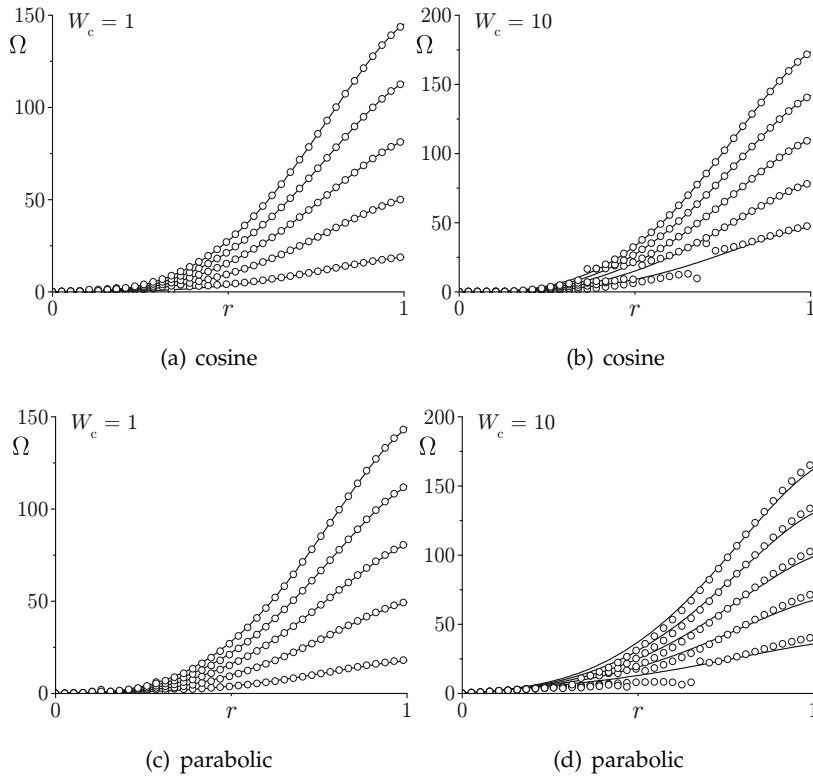 W_c = 1
150
Ω
100
50
0
0
r
1
(a) cosine
W_c = 10
200
Ω
150
100
50
0
0
r
1
(b) cosine
W_c = 1
150
Ω
100
50
0
0
r
1
(c) parabolic
W_c = 10
200
Ω
150
100
50
0
0
r
1
(d) parabolic